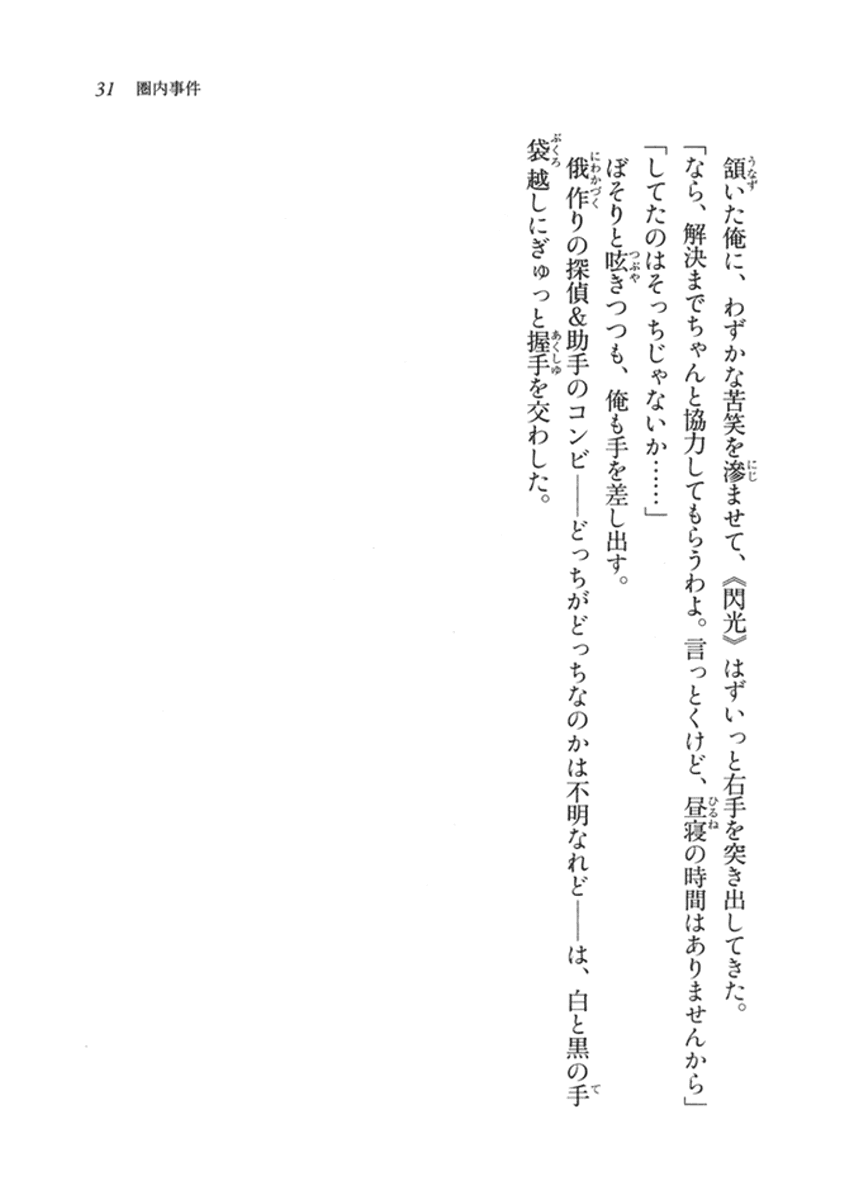 31 圏内事件
頷いた俺に、わずかな苦笑を滲ませて、《閃光》はずいっと右手を突き出してきた。
「なら、解決までちゃんと協力してもらうわよ。言っとくけど、昼寝の時間はありませんから」
「してたのはそっちじゃないか……」
ぼそりと呟きつつも、俺も手を差し出す。
俄作りの探偵&助手のコンビ──どっちがどっちなのかは不明なれど──は、白と黒の手
袋越しにぎゅっと握手を交わした。